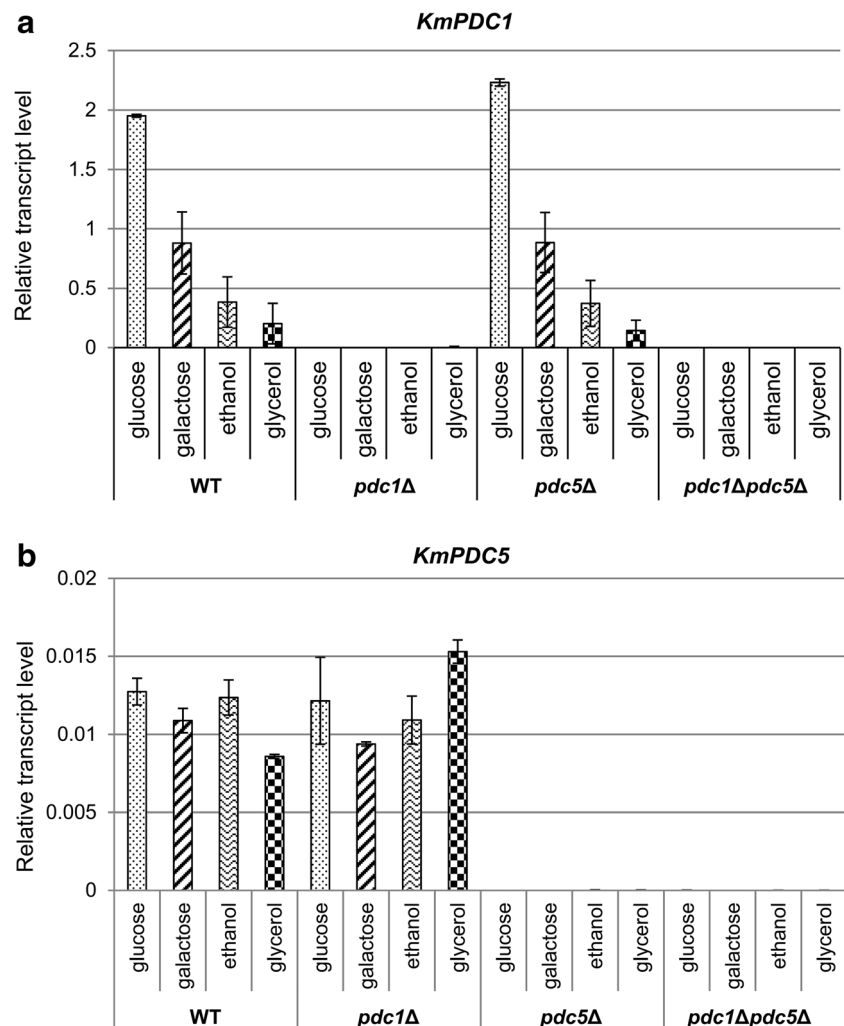 a
KmPDC1
Relative transcript level
2.5
2
1.5
1
0.5
0
glucose galactose ethanol glycerol glucose galactose ethanol glycerol glucose galactose ethanol glycerol glucose galactose ethanol glycerol
WT pdc1Δ pdc5Δ pdc1Δpdc5Δ
b
KmPDC5
Relative transcript level
0.02
0.015
0.01
0.005
0
glucose galactose ethanol glycerol glucose galactose ethanol glycerol glucose galactose ethanol glycerol glucose galactose ethanol glycerol
WT pdc1Δ pdc5Δ pdc1Δpdc5Δ